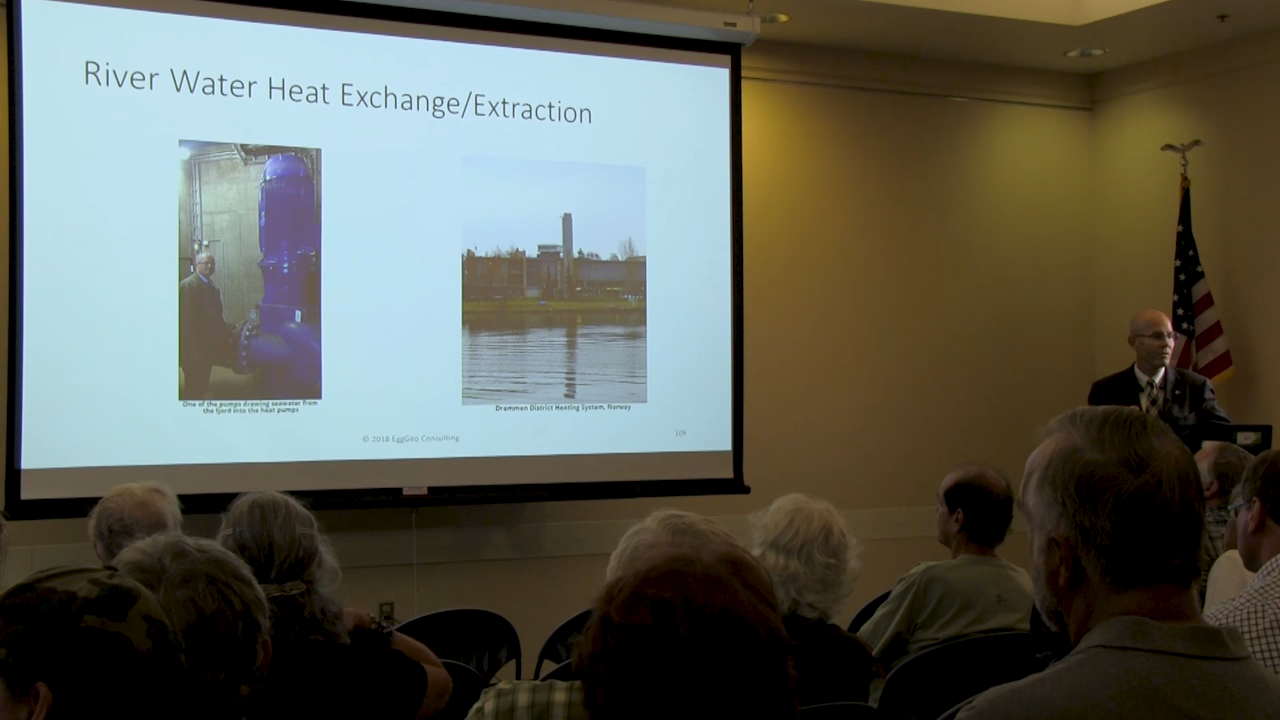 River Water Heat Exchange/Extraction
One of the pumps drawing seawater from
the fjord into the heat pumps
Drammen District Heating System, Norway
© 2018 EggGeo Consulting
109